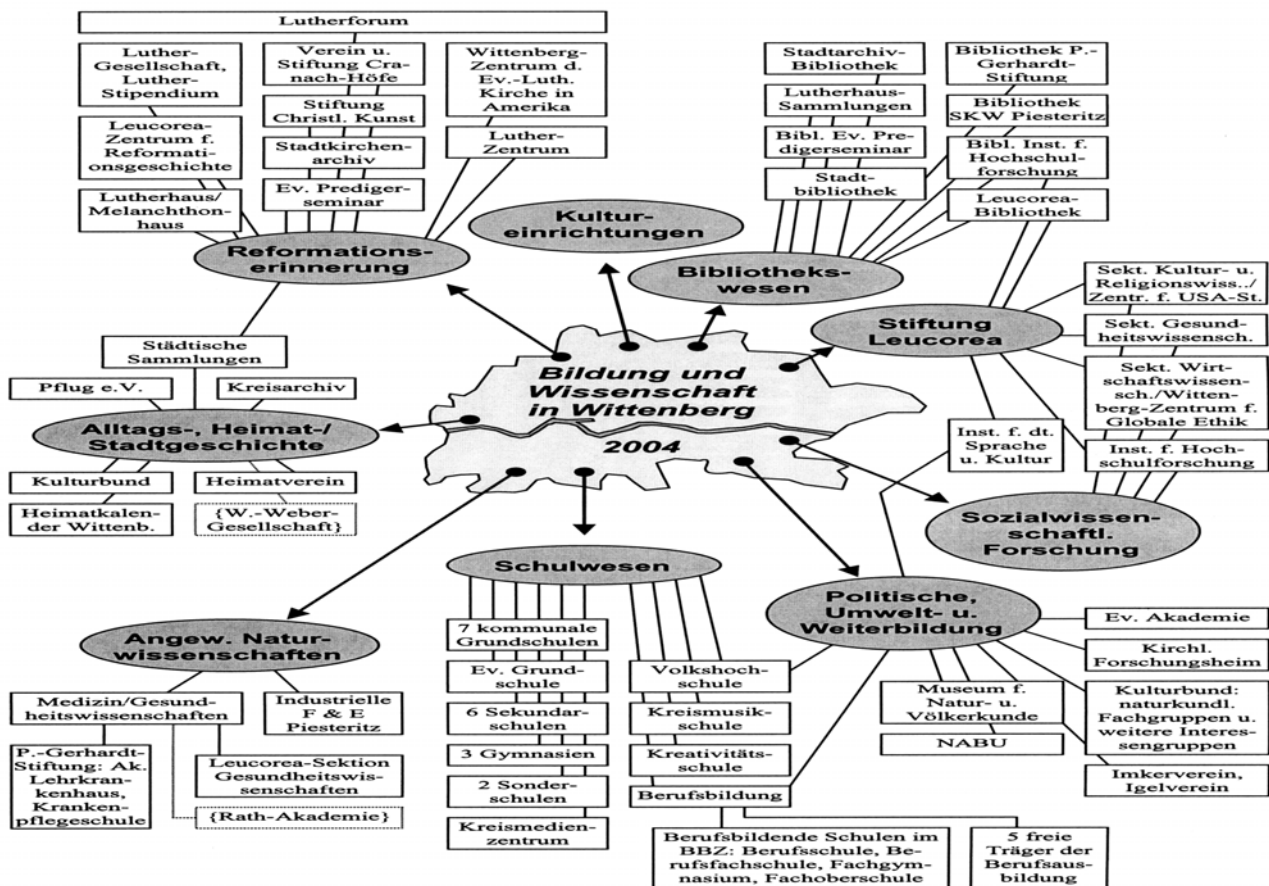 Lutherforum
Luther-
Gesellschaft,
Luther-
Stipendium
Verein u.
Stiftung Cra-
nach-Höfe
Wittenberg-
Zentrum d.
Ev.-Luth.
Kirche in
Amerika
Stiftung
Christl. Kunst
Leucorea-
Zentrum f.
Reformati-
onsgeschichte
Stadtkirchen-
archiv
Luther-
Zentrum
Lutherhaus/
Melanchthon-
haus
Ev. Prediger-
seminar
Reformations-
erinnerung
Kultur-
einrichtungen
Stadtarchiv-
Bibliothek
Bibliothek P.-
Gerhardt-
Stiftung
Lutherhaus-
Sammlungen
Bibliothek
SKW Piesteritz
Bibl. Ev. Pre-
digerseminar
Bibl. Inst. f.
Hochschul-
forschung
Stadt-
bibliothek
Leucorea-
Bibliothek
Bibliotheks-
wesen
Stiftung
Leucorea
Sekt. Kultur- u.
Religionswiss../
Zentr. f. USA-St.
Sekt. Gesund-
heitswissensch.
Sekt. Wirt-
schaftswissen-
sch./Witten-
berg-Zentrum f.
Globale Ethik
Inst. f. dt.
Sprache
u. Kultur
Inst. f. Hoch-
schulforschung
Sozialwissen-
schaftl.
Forschung
Bildung und
Wissenschaft
in Wittenberg
2004
Städtische
Sammlungen
Pflug e.V.
Kreisarchiv
Alltags-, Heimat-/
Stadtgeschichte
Kulturbund
Heimatverein
Heimatkalen-
der Wittenb.
{W.-Weber-
Gesellschaft}
Angew. Natur-
wissenschaften
Medizin/Gesund-
heitswissenschaften
Industrielle
F & E
Piesteritz
P.-Gerhardt-
Stiftung: Ak.
Lehrkran-
kenhaus,
Kranken-
pflegeschule
Leucorea-Sektion
Gesundheitswis-
senschaften
{Rath-Akademie}
Schulwesen
7 kommunale
Grundschulen
Ev. Grund-
schule
6 Sekundar-
schulen
3 Gymnasien
2 Sonder-
schulen
Kreismedien-
zentrum
Volkshoch-
schule
Kreismusik-
schule
Kreativitäts-
schule
Berufsbildung
Berufsbildende Schulen im
BBZ: Berufsschule, Be-
rufsfachschule, Fachgym-
nasium, Fachoberschule
5 freie
Träger der
Berufsaus-
bildung
Politische,
Umwelt- u.
Weiterbildung
Museum f.
Natur- u.
Völkerkunde
NABU
Ev. Akademie
Kirchl.
Forschungsheim
Kulturbund:
naturkundl.
Fachgruppen u.
weitere Interes-
sengruppen
Imkerverein,
Igelverein